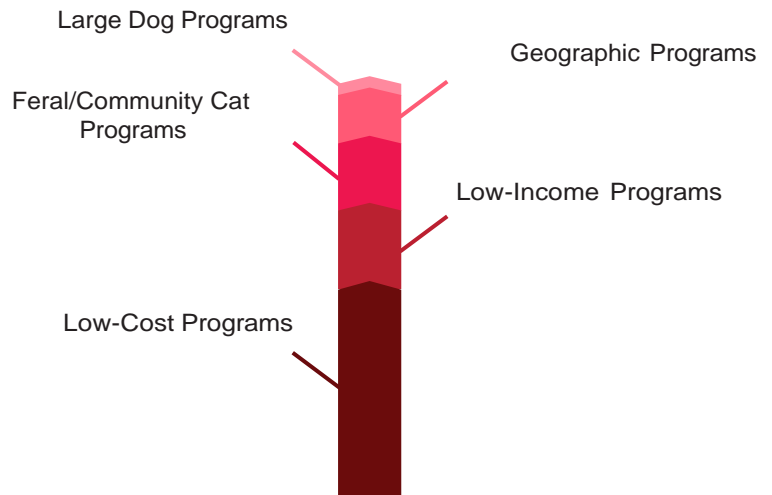 Large Dog Programs
Geographic Programs
Feral/Community Cat
Programs
Low-Income Programs
Low-Cost Programs